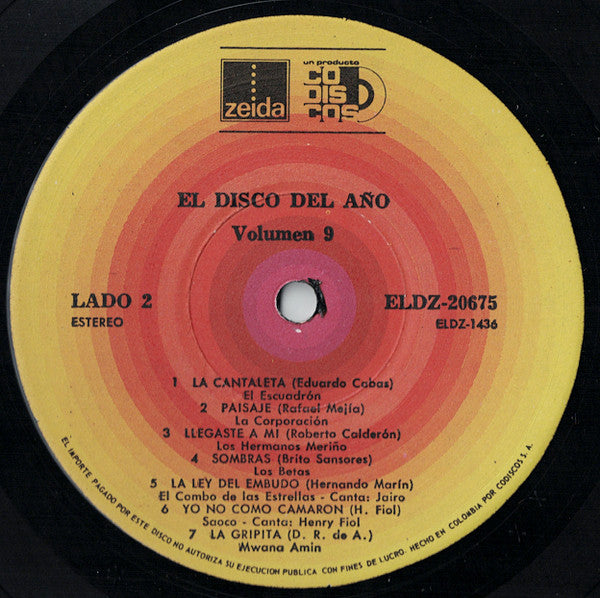 zeida
un producto
CO
DIS
COS
EL DISCO DEL AÑO
Volumen 9
LADO 2
ESTEREO
ELDZ-20675
ELDZ-1436
1 LA CANTALETA (Eduardo Cabas)
El Escuadrón
2 PAISAJE (Rafael Mejía)
La Corporación
3 LLEGASTE A MI (Roberto Calderón)
Los Hermanos Meriño
4 SOMBRAS (Brito Sansores)
Los Betas
5 LA LEY DEL EMBUDO (Hernando Marín)
El Combo de las Estrellas - Canta: Jairo
6 YO NO COMO CAMARON (H. Fiol)
Saoco - Canta: Henry Fiol
7 LA GRIPITA (D. R. de A.)
Mwana Amin
EL IMPORTE PAGADO POR ESTE DISCO NO AUTORIZA SU EJECUCION PUBLICA CON FINES DE LUCRO. HECHO EN COLOMBIA POR CODISCOS S. A.